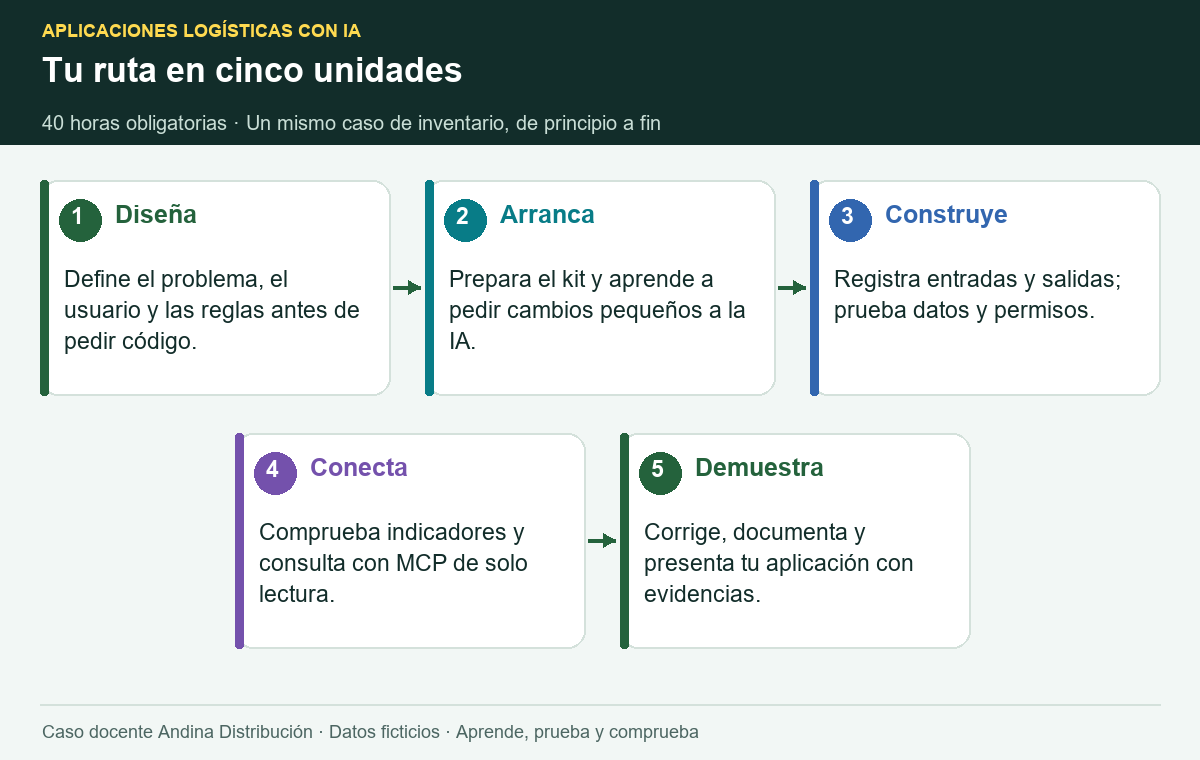 APLICACIONES LOGÍSTICAS CON IA
Tu ruta en cinco unidades
40 horas obligatorias · Un mismo caso de inventario, de principio a fin
1 Diseña
Define el problema, el
usuario y las reglas antes de
pedir código.
2 Arranca
Prepara el kit y aprende a
pedir cambios pequeños a la
IA.
3 Construye
Registra entradas y salidas;
prueba datos y permisos.
4 Conecta
Comprueba indicadores y
consulta con MCP de solo
lectura.
5 Demuestra
Corrige, documenta y
presenta tu aplicación con
evidencias.
Caso docente Andina Distribución · Datos ficticios · Aprende, prueba y comprueba